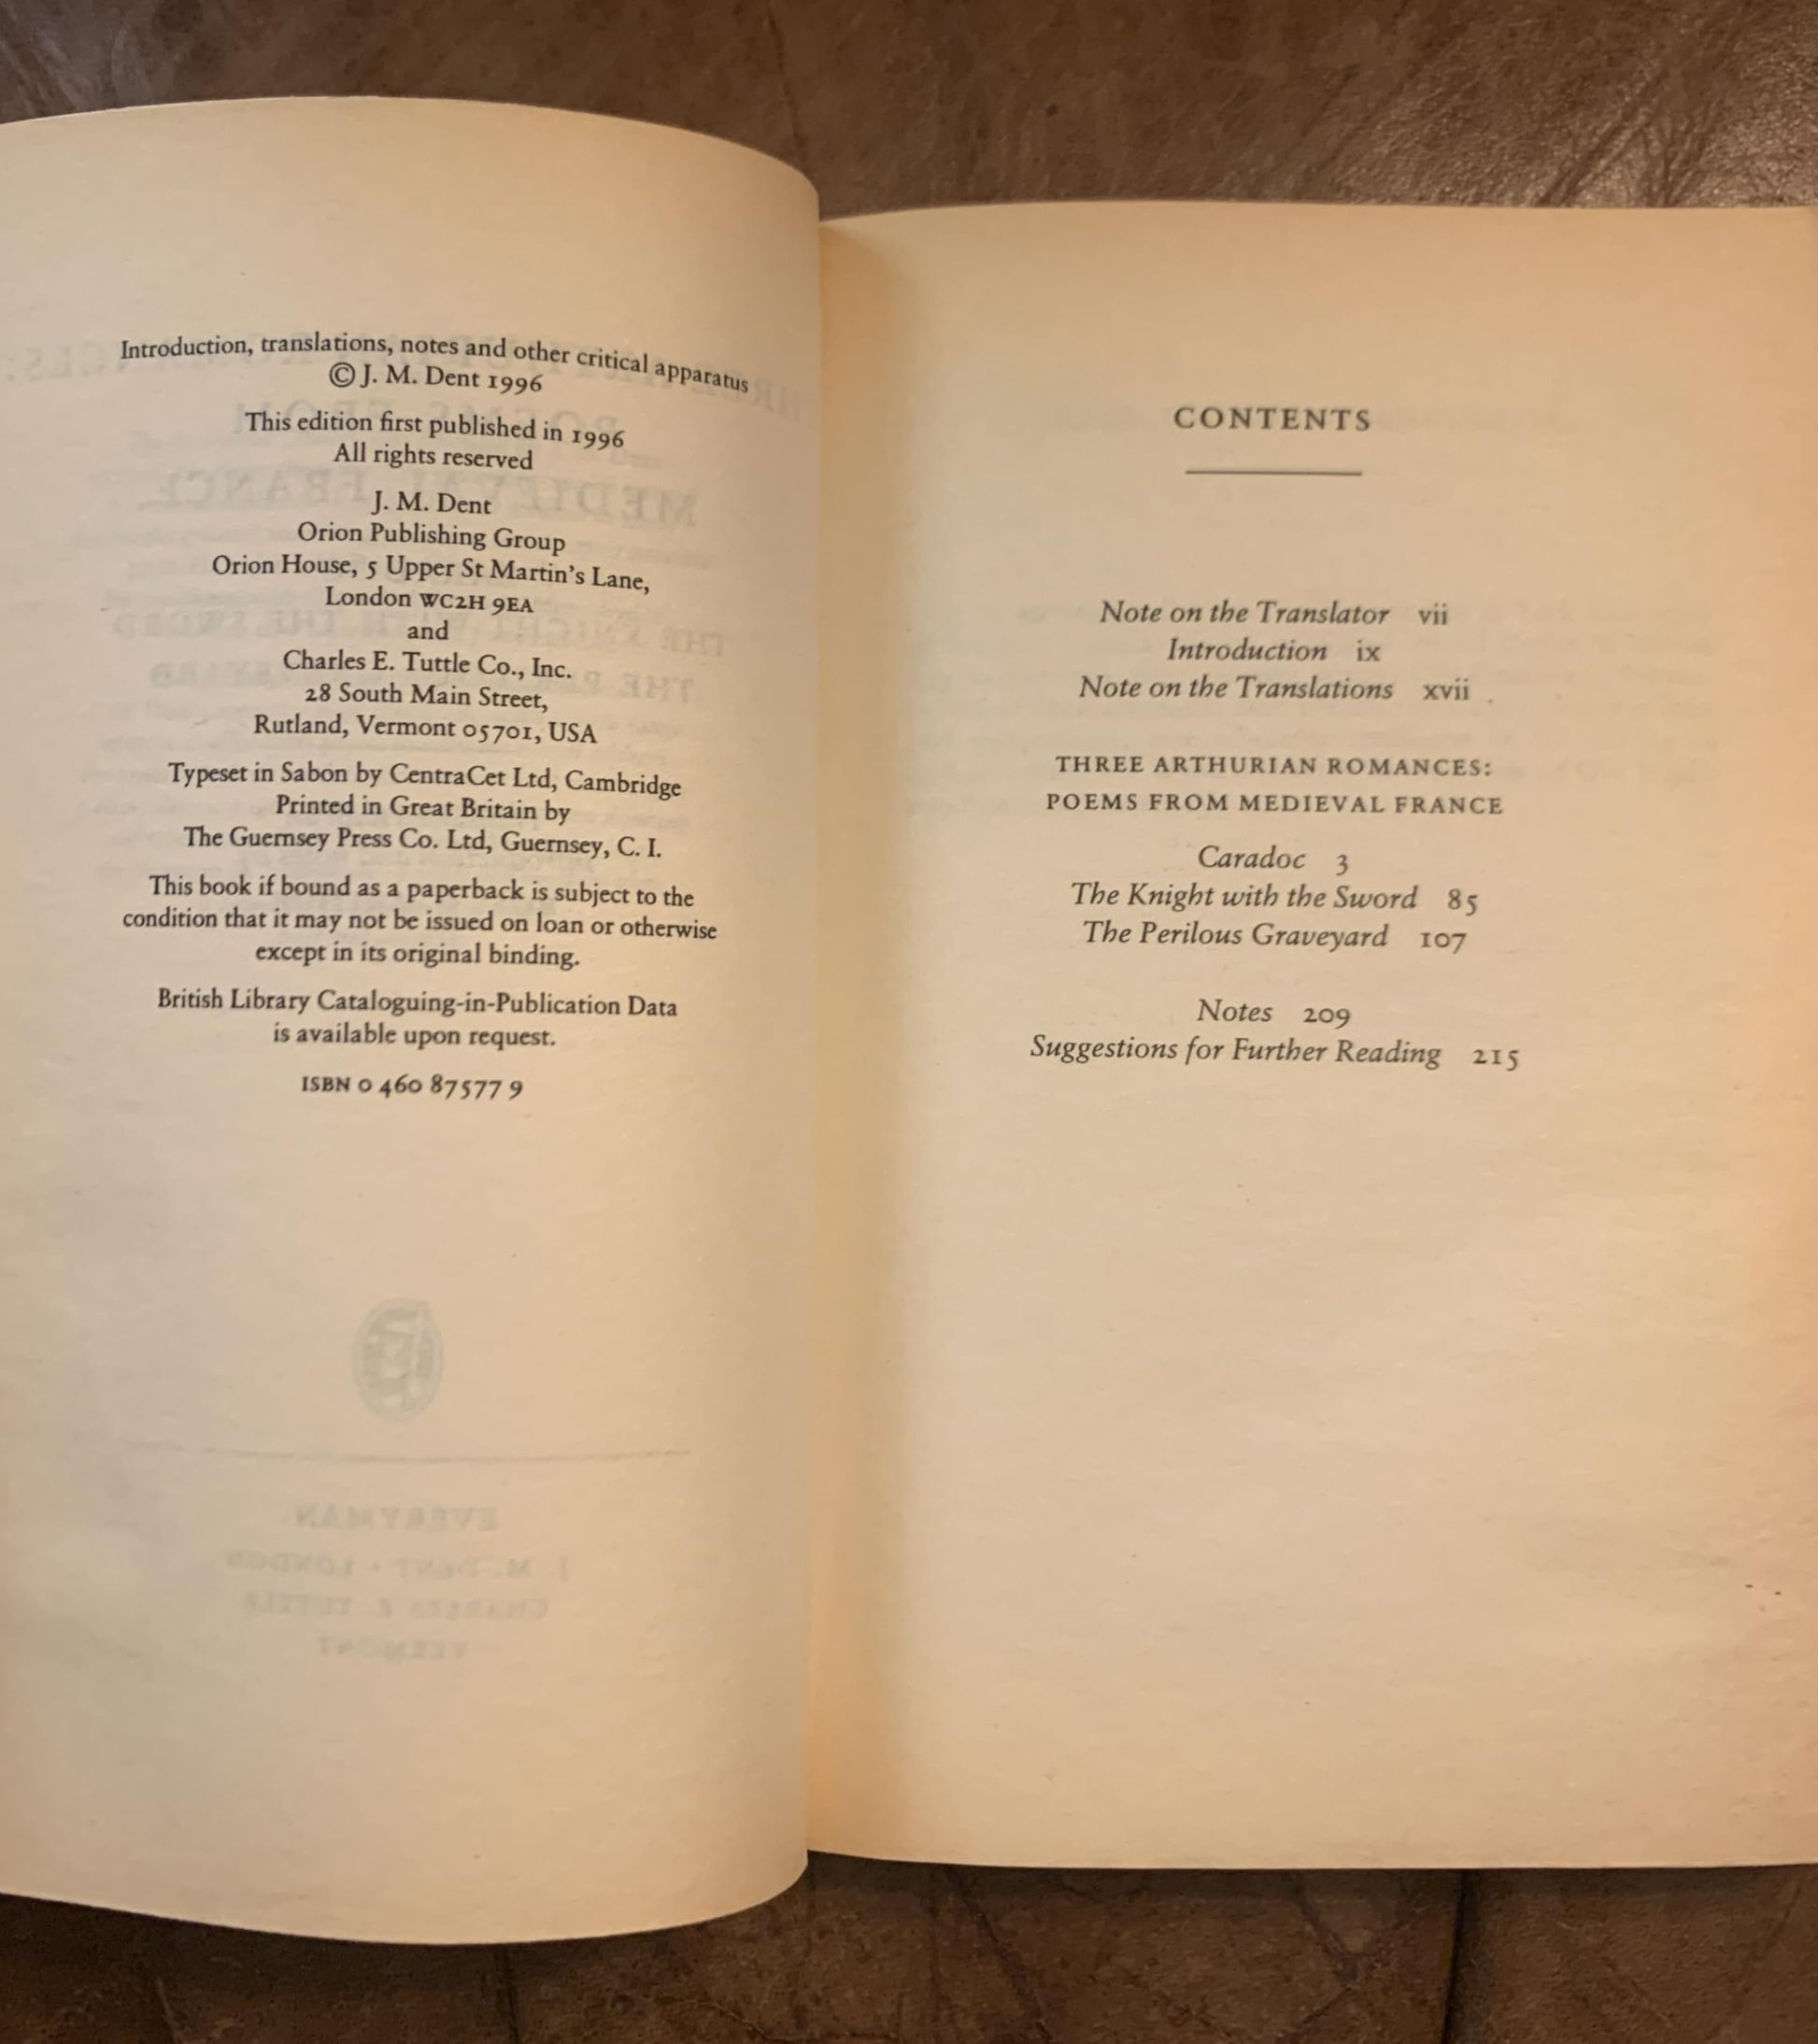 Introduction, translations, notes and other critical apparatus
© J. M. Dent 1996
This edition first published in 1996
All rights reserved
J. M. Dent
Orion Publishing Group
Orion House, 5 Upper St Martin's Lane,
London WC2H 9EA
and
Charles E. Tuttle Co., Inc.
28 South Main Street,
Rutland, Vermont 05701, USA
Typeset in Sabon by CentraCet Ltd, Cambridge
Printed in Great Britain by
The Guernsey Press Co. Ltd, Guernsey, C. I.
This book if bound as a paperback is subject to the
condition that it may not be issued on loan or otherwise
except in its original binding.
British Library Cataloguing-in-Publication Data
is available upon request.
ISBN 0 460 87577 9
CONTENTS
Note on the Translator vii
Introduction ix
Note on the Translations xvii
THREE ARTHURIAN ROMANCES:
POEMS FROM MEDIEVAL FRANCE
Caradoc 3
The Knight with the Sword 85
The Perilous Graveyard 107
Notes 209
Suggestions for Further Reading 215